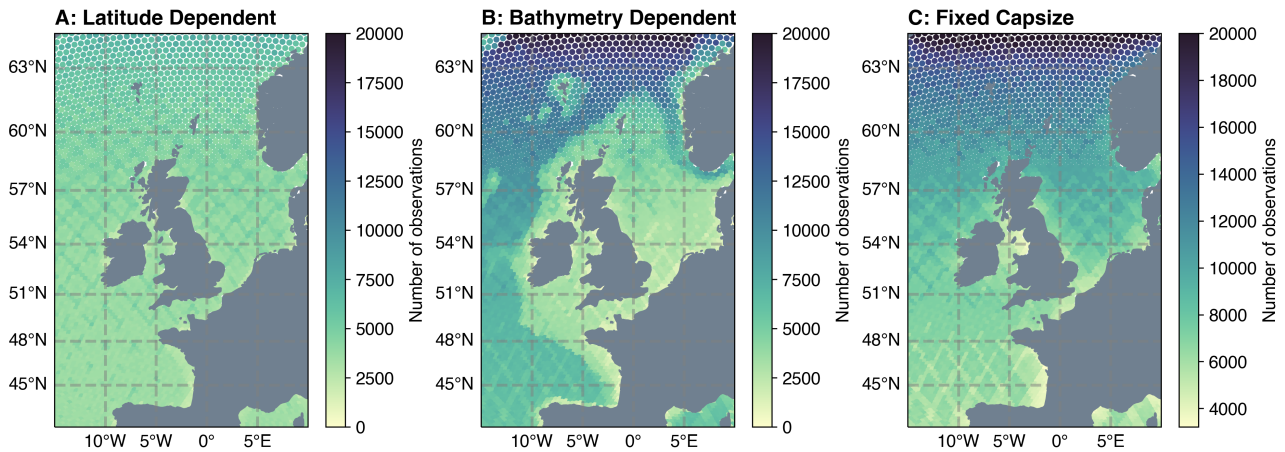 A: Latitude Dependent
B: Bathymetry Dependent
C: Fixed Capsize
63°N
60°N
57°N
54°N
51°N
48°N
45°N
10°W 5°W 0° 5°E
20000
17500
15000
12500
10000
7500
5000
2500
0
Number of observations
63°N
60°N
57°N
54°N
51°N
48°N
45°N
10°W 5°W 0° 5°E
20000
17500
15000
12500
10000
7500
5000
2500
0
Number of observations
63°N
60°N
57°N
54°N
51°N
48°N
45°N
10°W 5°W 0° 5°E
20000
18000
16000
14000
12000
10000
8000
6000
4000
Number of observations